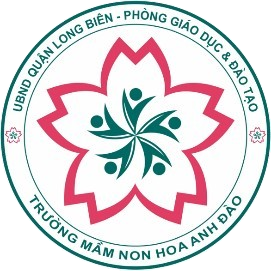 UBND QUẬN LONG BIÊN - PHÒNG GIÁO DỤC & ĐÀO TẠO
TRƯỜNG MẦM NON HOA ANH ĐÀO